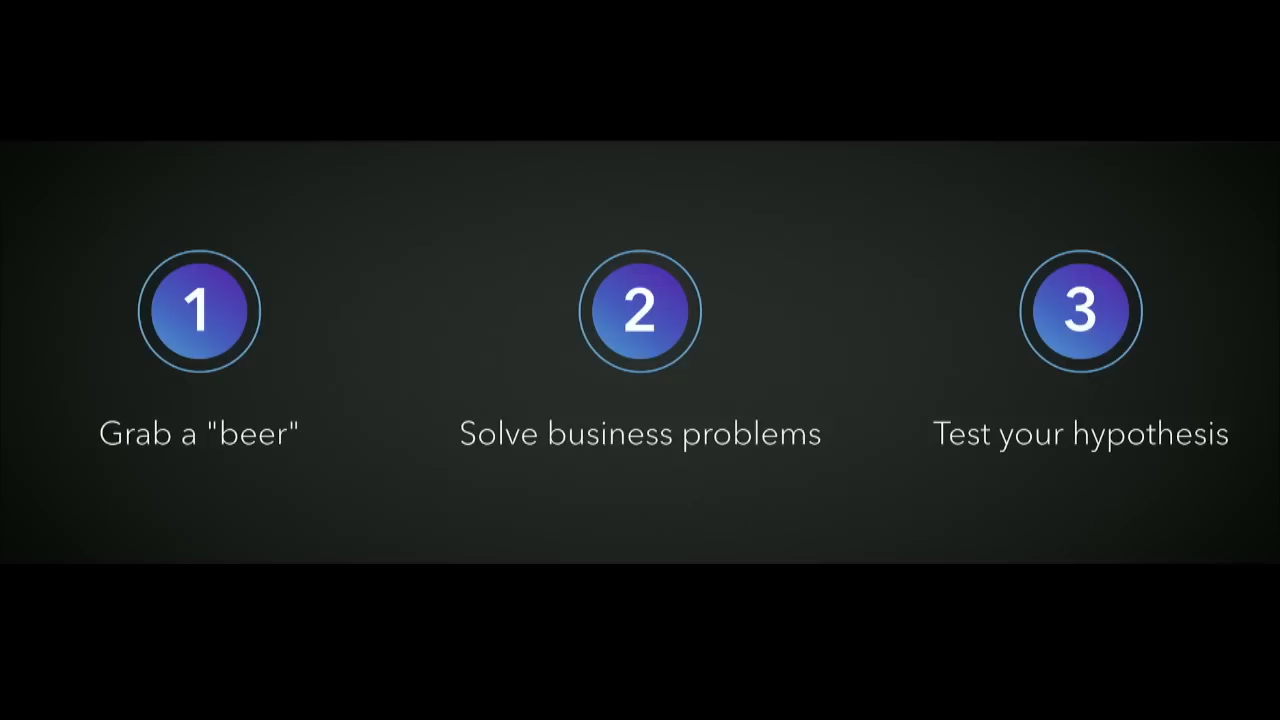 1
Grab a "beer"
2
Solve business problems
3
Test your hypothesis